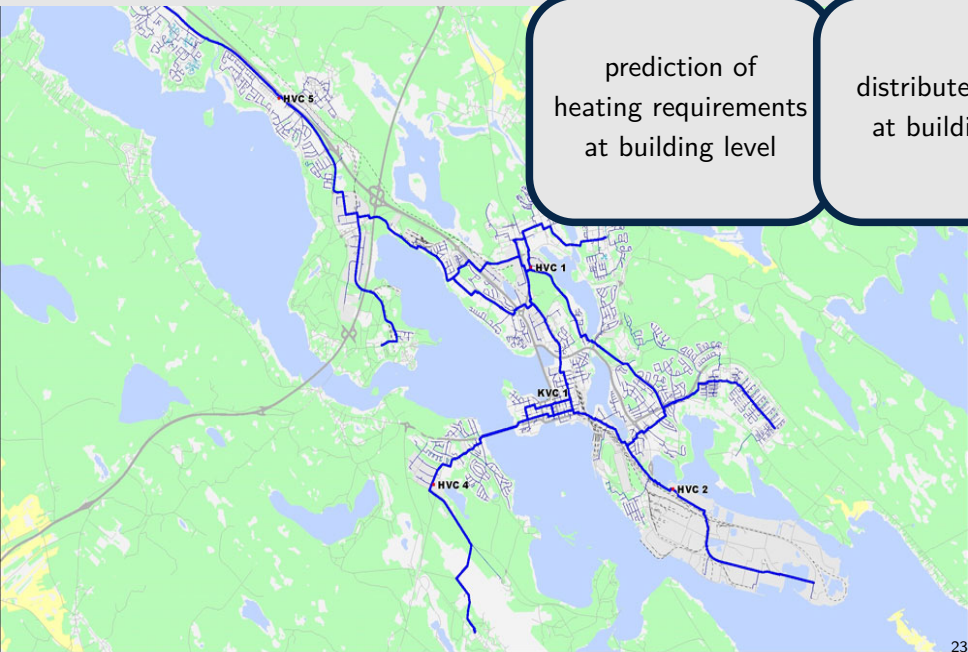 prediction of
heating requirements
at building level
distribute
at buildi
HVC 5
HVC 1
KVC 1
HVC 4
HVC 2
23